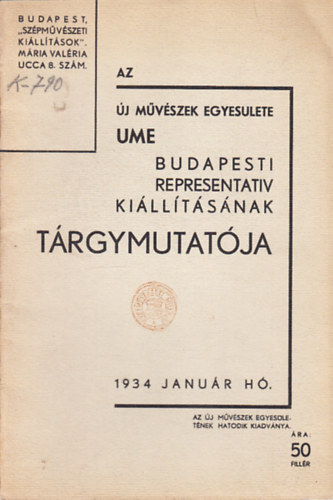 BUDAPEST,
„SZÉPMŰVÉSZETI
KIÁLLÍTÁSOK",
MÁRIA VALÉRIA
UCCA 8. SZÁM.
K-790
AZ
ÚJ MŰVÉSZEK EGYESULETE
UME
BUDAPESTI
REPRESENTATIV
KIÁLLÍTÁSÁNAK
TÁRGYMUTATÓJA
1934 JANUÁR HÓ.
AZ ÚJ MŰVÉSZEK EGYESÜLE-
TÉNEK HATODIK KIADVÁNYA.
ÁRA:
50
FILLÉR